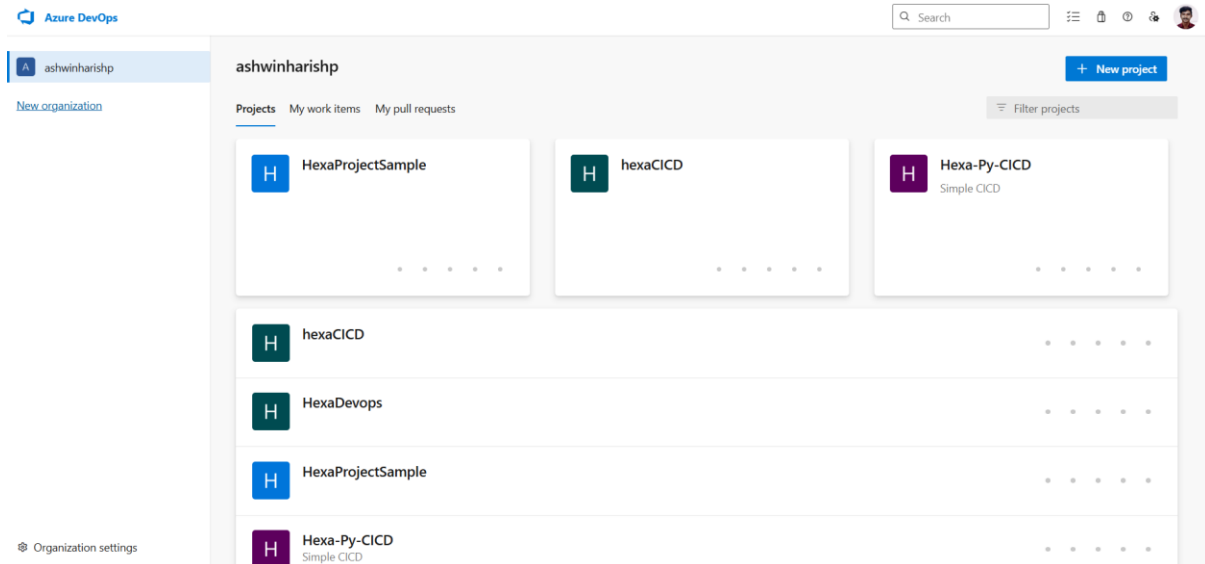 Azure DevOps
Search
A ashwinharishp
New organization
ashwinharishp
+ New project
Projects My work items My pull requests
Filter projects
H HexaProjectSample
H hexaCICD
H Hexa-Py-CICD
Simple CICD
H hexaCICD
H HexaDevops
H HexaProjectSample
H Hexa-Py-CICD
Simple CICD
Organization settings